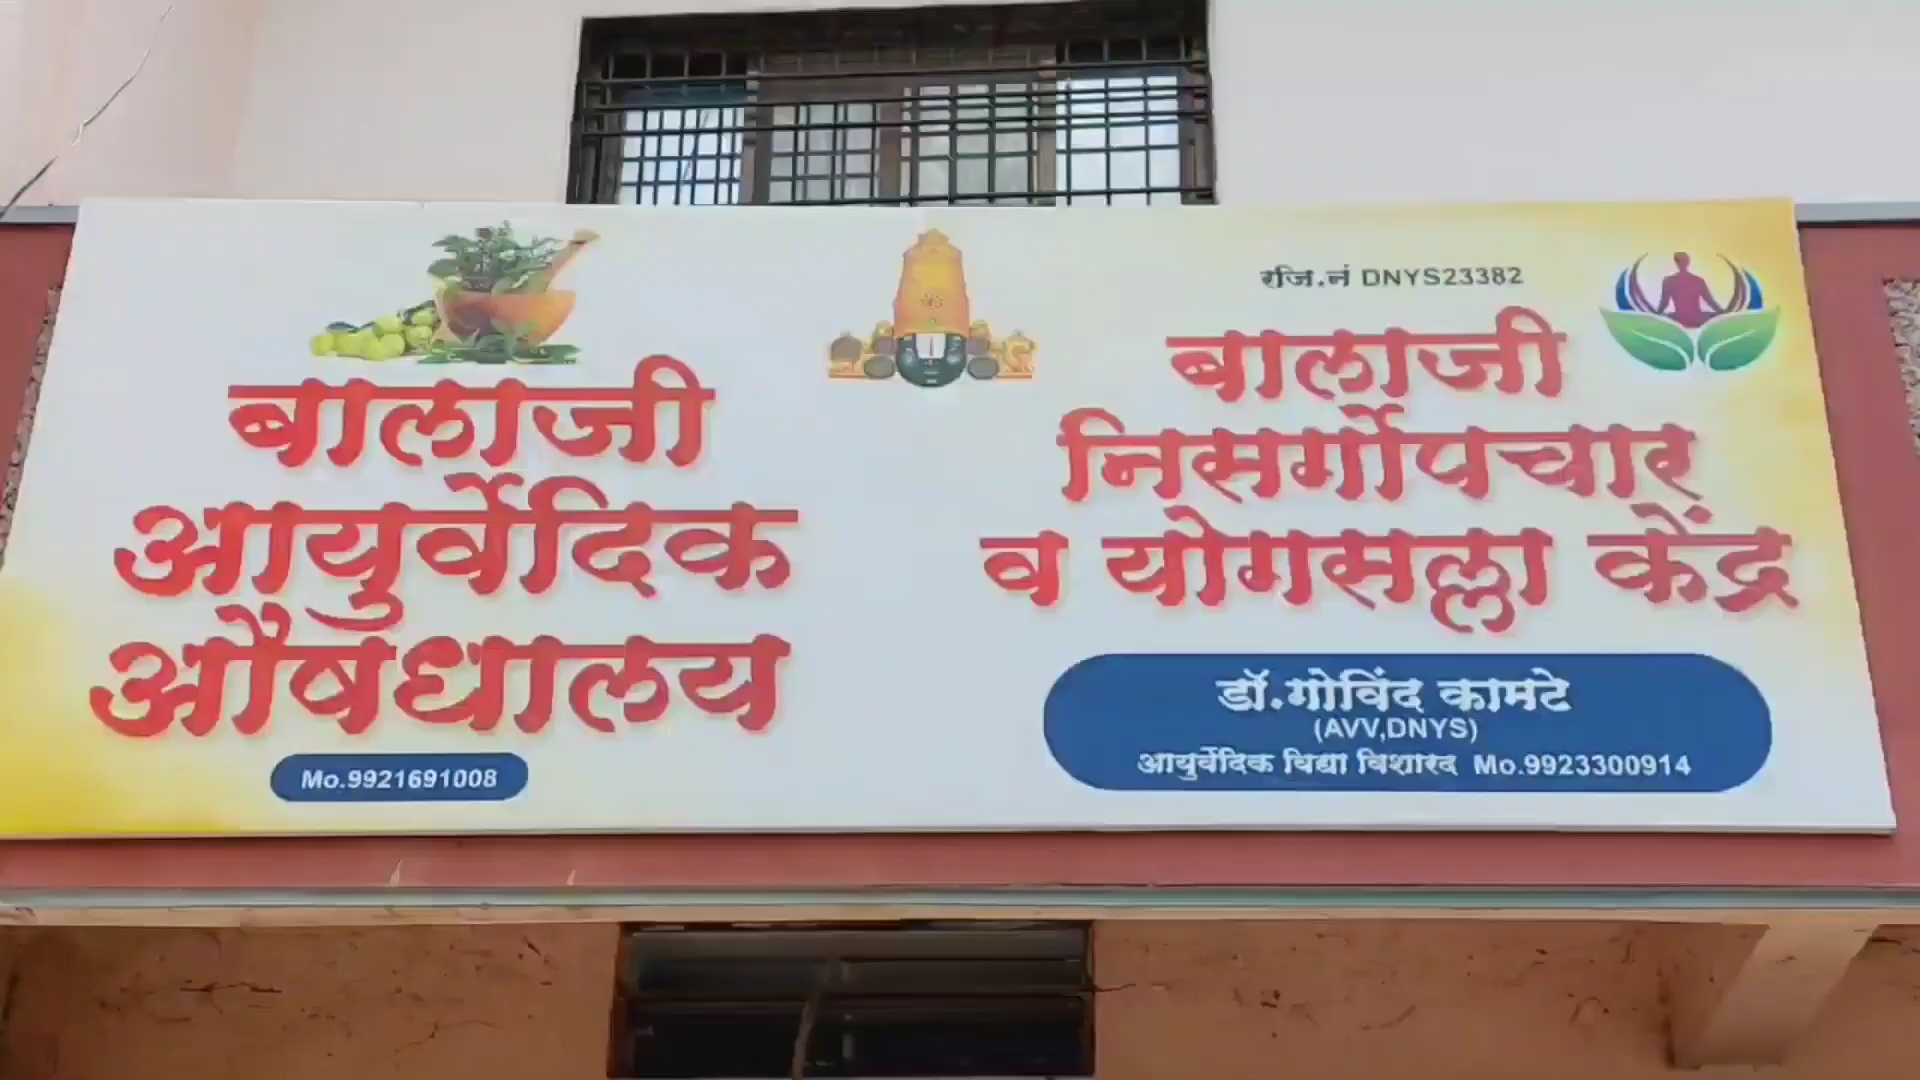 बालाजी
आयुर्वेदिक
औषधालय
Mo.9921691008
रजि.नं DNYS23382
बालाजी
निसर्गोपचार
व योगसल्ला केंद्र
डॉ.गोविंद कामटे
(AVV,DNYS)
आयुर्वेदिक विद्या विशारद Mo.9923300914